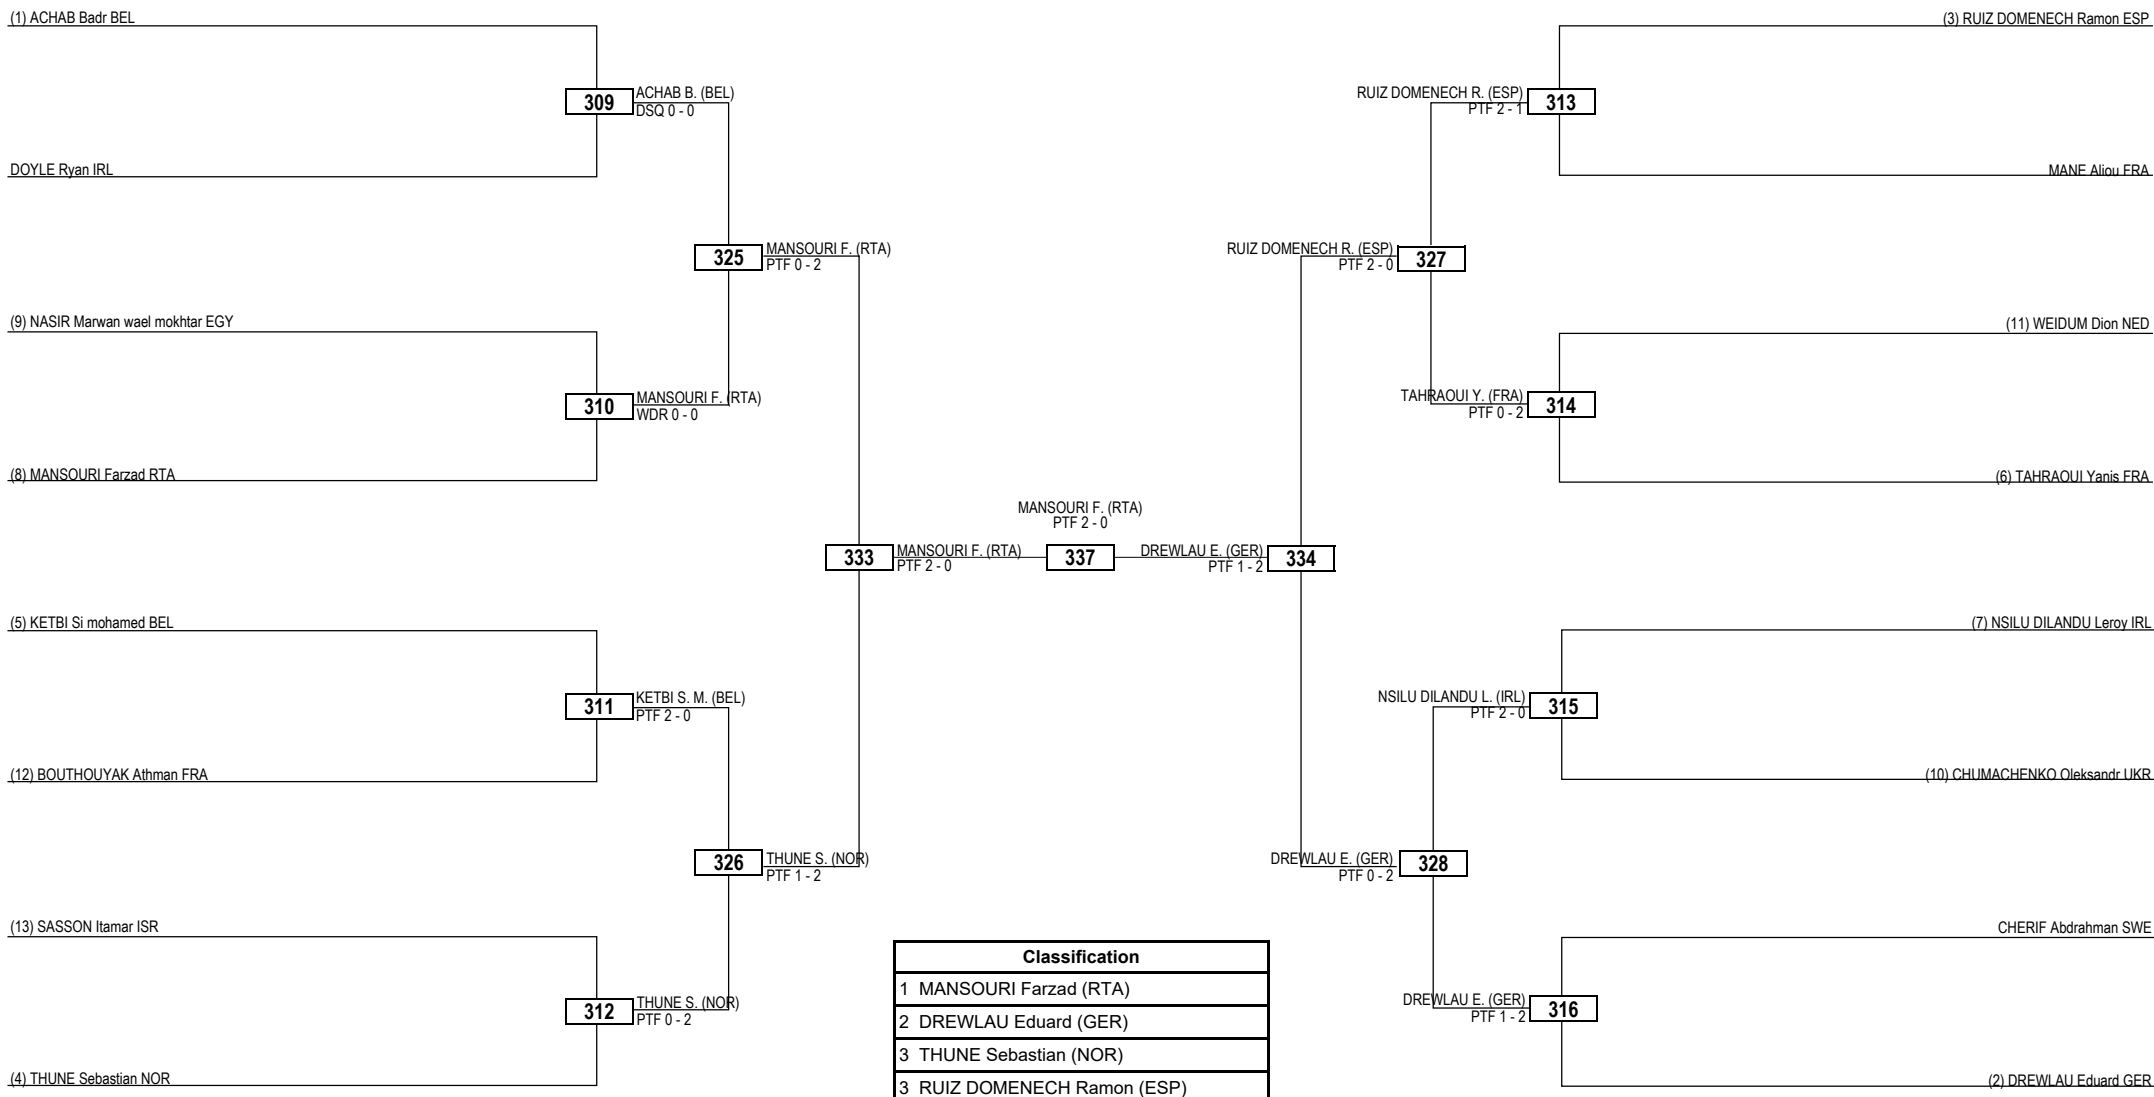 (1) ACHAB Badr BEL
309
ACHAB B. (BEL)
DSQ 0 - 0
DOYLE Ryan IRL
325
MANSOURI F. (RTA)
PTF 0 - 2
(9) NASIR Marwan wael mokhtar EGY
310
MANSOURI F. (RTA)
WDR 0 - 0
(8) MANSOURI Farzad RTA
333
MANSOURI F. (RTA)
PTF 2 - 0
(5) KETBI Si mohamed BEL
311
KETBI S. M. (BEL)
PTF 2 - 0
(12) BOUTHOUYAK Athman FRA
326
THUNE S. (NOR)
PTF 1 - 2
(13) SASSON Itamar ISR
312
THUNE S. (NOR)
PTF 0 - 2
(4) THUNE Sebastian NOR
MANSOURI F. (RTA)
PTF 2 - 0
337
(3) RUIZ DOMENECH Ramon ESP
RUIZ DOMENECH R. (ESP)
PTF 2 - 1
313
MANE Aliou FRA
RUIZ DOMENECH R. (ESP)
PTF 2 - 0
327
(11) WEIDUM Dion NED
TAHRAOUI Y. (FRA)
PTF 0 - 2
314
(6) TAHRAOUI Yanis FRA
DREWLAU E. (GER)
PTF 1 - 2
334
(7) NSILU DILANDU Leroy IRL
NSILU DILANDU L. (IRL)
PTF 2 - 0
315
(10) CHUMACHENKO Oleksandr UKR
DREWLAU E. (GER)
PTF 0 - 2
328
CHERIF Abdrahman SWE
DREWLAU E. (GER)
PTF 1 - 2
316
(2) DREWLAU Eduard GER
Classification
1 MANSOURI Farzad (RTA)
2 DREWLAU Eduard (GER)
3 THUNE Sebastian (NOR)
3 RUIZ DOMENECH Ramon (ESP)